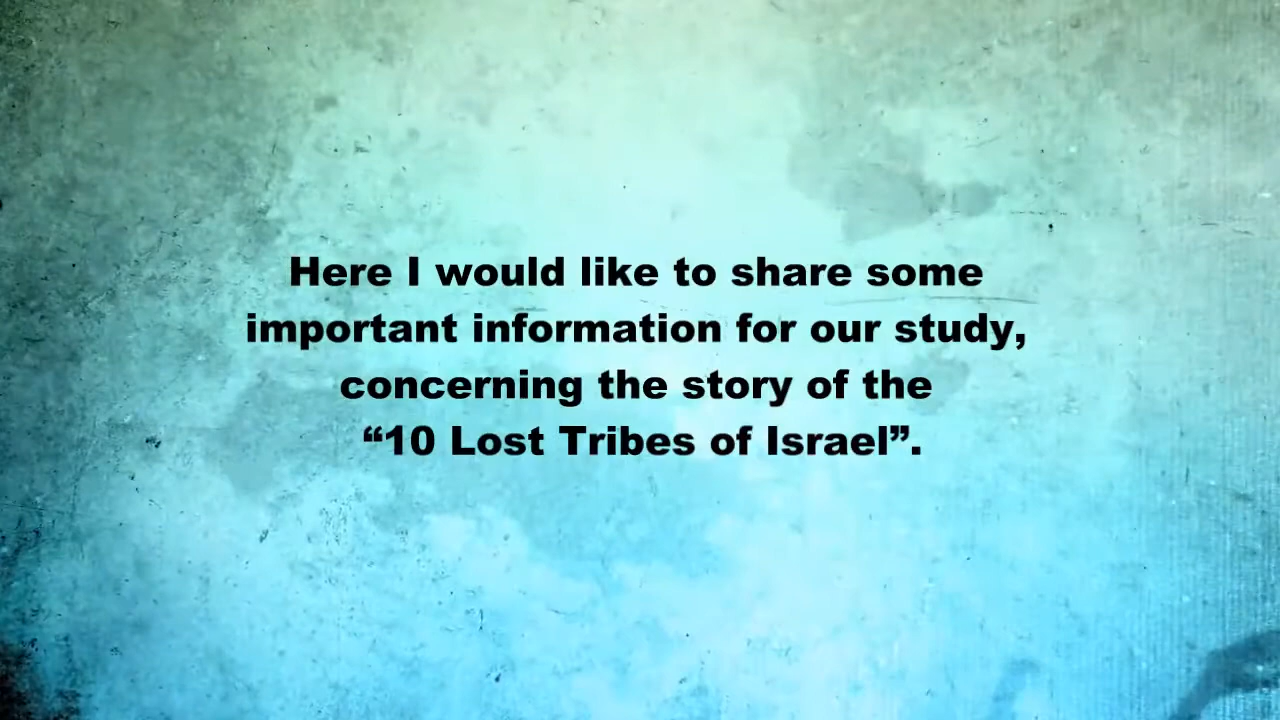 Here I would like to share some
important information for our study,
concerning the story of the
“10 Lost Tribes of Israel”.